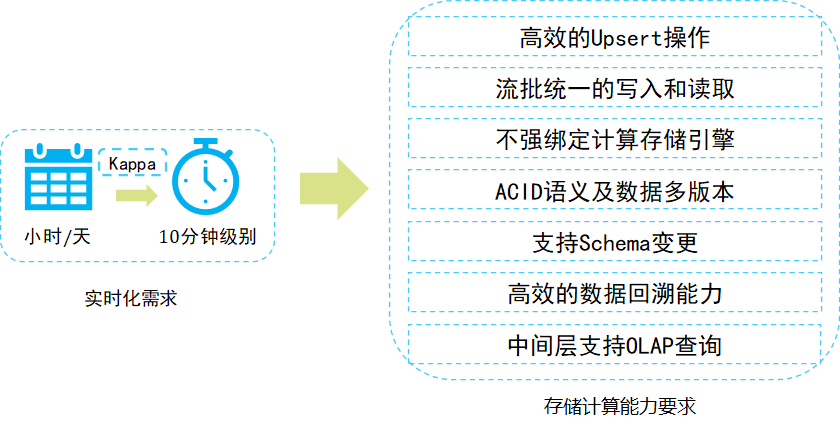 Kappa
小时/天
10分钟级别
实时化需求
高效的Upsert操作
流批统一的写入和读取
不强绑定计算存储引擎
ACID语义及数据多版本
支持Schema变更
高效的数据回溯能力
中间层支持OLAP查询
存储计算能力要求